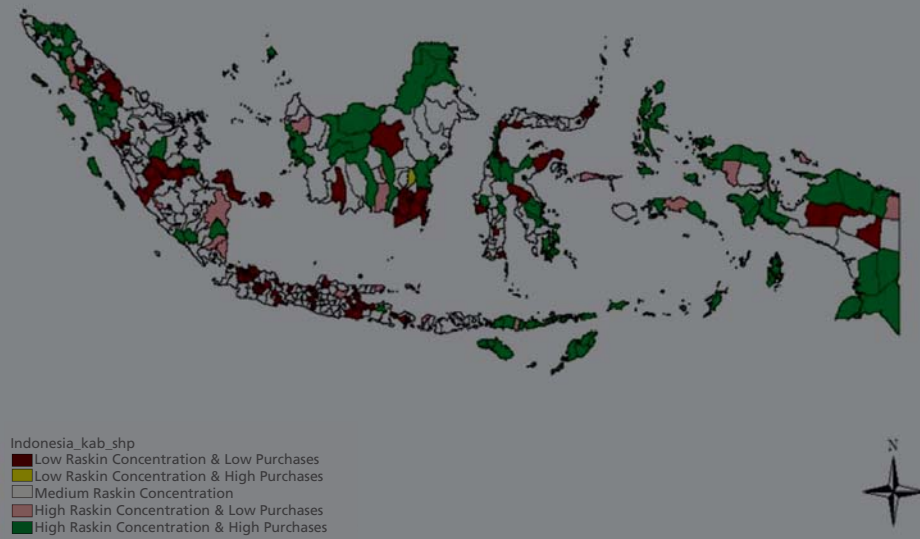 Indonesia_kab_shp
Low Raskin Concentration & Low Purchases
Low Raskin Concentration & High Purchases
Medium Raskin Concentration
High Raskin Concentration & Low Purchases
High Raskin Concentration & High Purchases
N